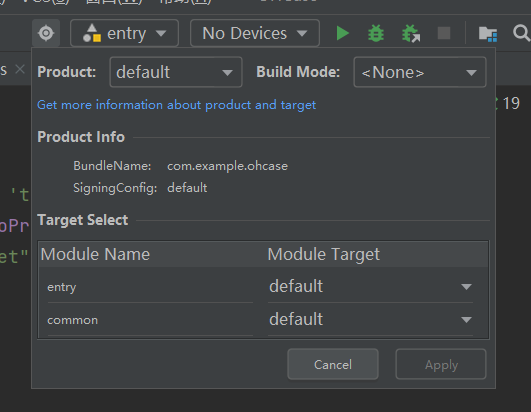 entry No Devices
s
19
Product: default Build Mode: <None>
Get more information about product and target
Product Info
BundleName: com.example.ohcase
SigningConfig: default
't
oPr
et"
Target Select
Module Name Module Target
entry default
common default
Cancel Apply